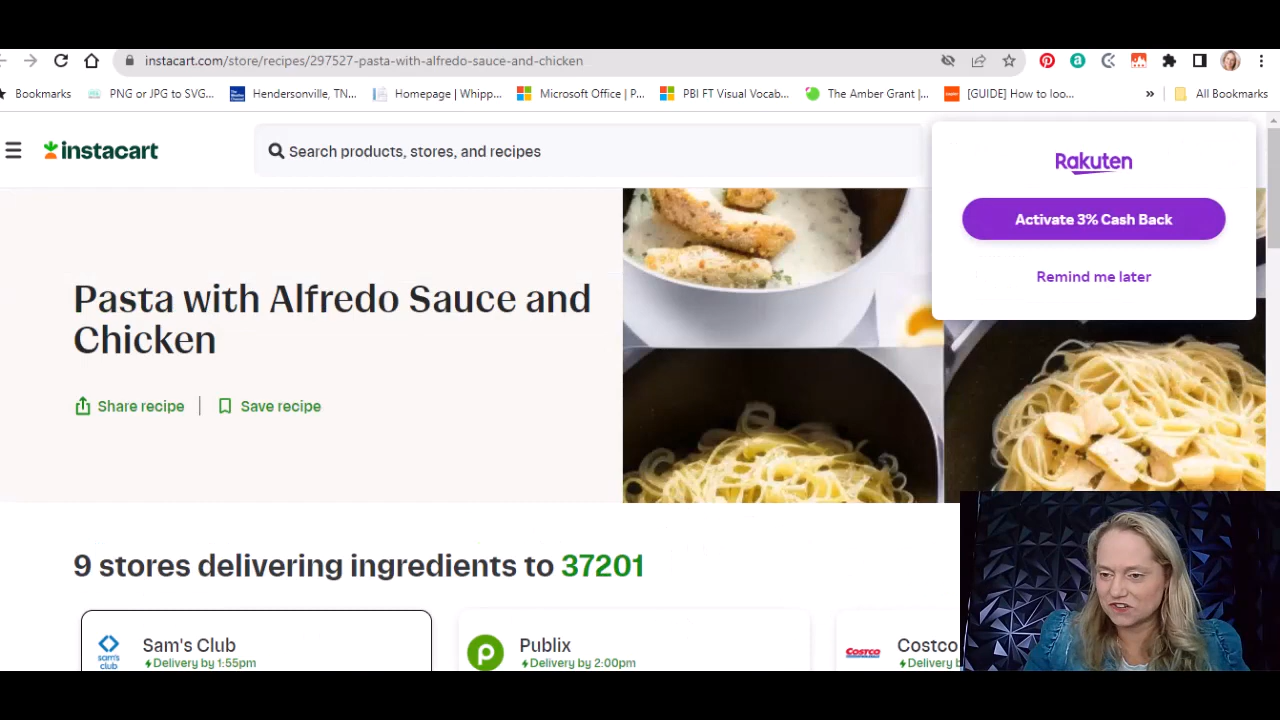 instacart.com/store/recipes/297527-pasta-with-alfredo-sauce-and-chicken
Bookmarks PNG or JPG to SVG... Hendersonville, TN... Homepage | Whipp... Microsoft Office | P... PBI FT Visual Vocab... The Amber Grant |... [GUIDE] How to loo... » All Bookmarks
instacart
Search products, stores, and recipes
Rakuten
Activate 3% Cash Back
Remind me later
Pasta with Alfredo Sauce and
Chicken
Share recipe | Save recipe
9 stores delivering ingredients to 37201
sam's club
Sam's Club
Delivery by 1:55pm
Publix
Delivery by 2:00pm
Costco
Costco
Delivery b